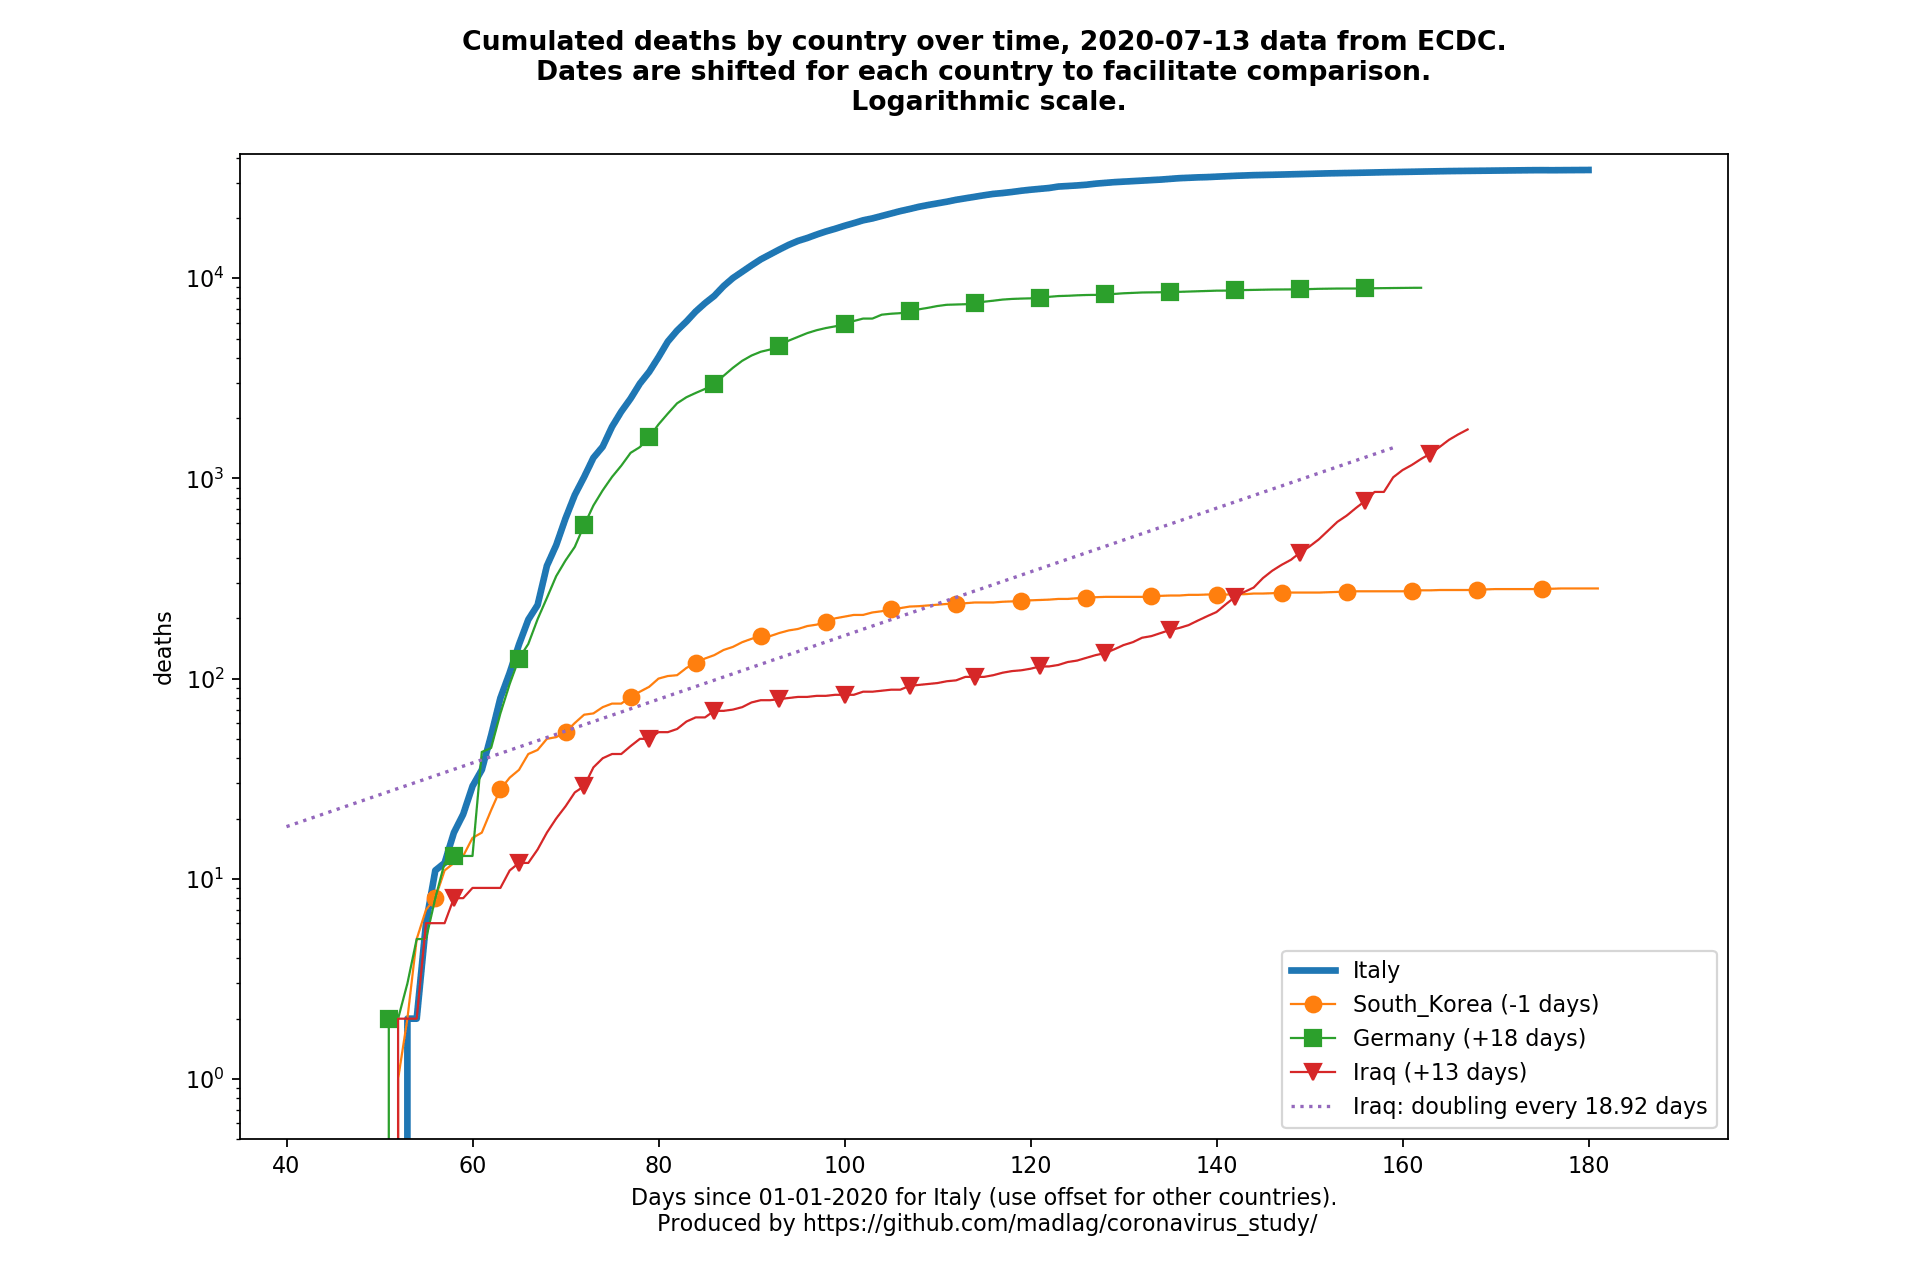 Cumulated deaths by country over time, 2020-07-13 data from ECDC.
Dates are shifted for each country to facilitate comparison.
Logarithmic scale.
deaths
10^4
10^3
10^2
10^1
10^0
40 60 80 100 120 140 160 180
Days since 01-01-2020 for Italy (use offset for other countries).
Produced by https://github.com/madlag/coronavirus_study/
Italy
South_Korea (-1 days)
Germany (+18 days)
Iraq (+13 days)
Iraq: doubling every 18.92 days